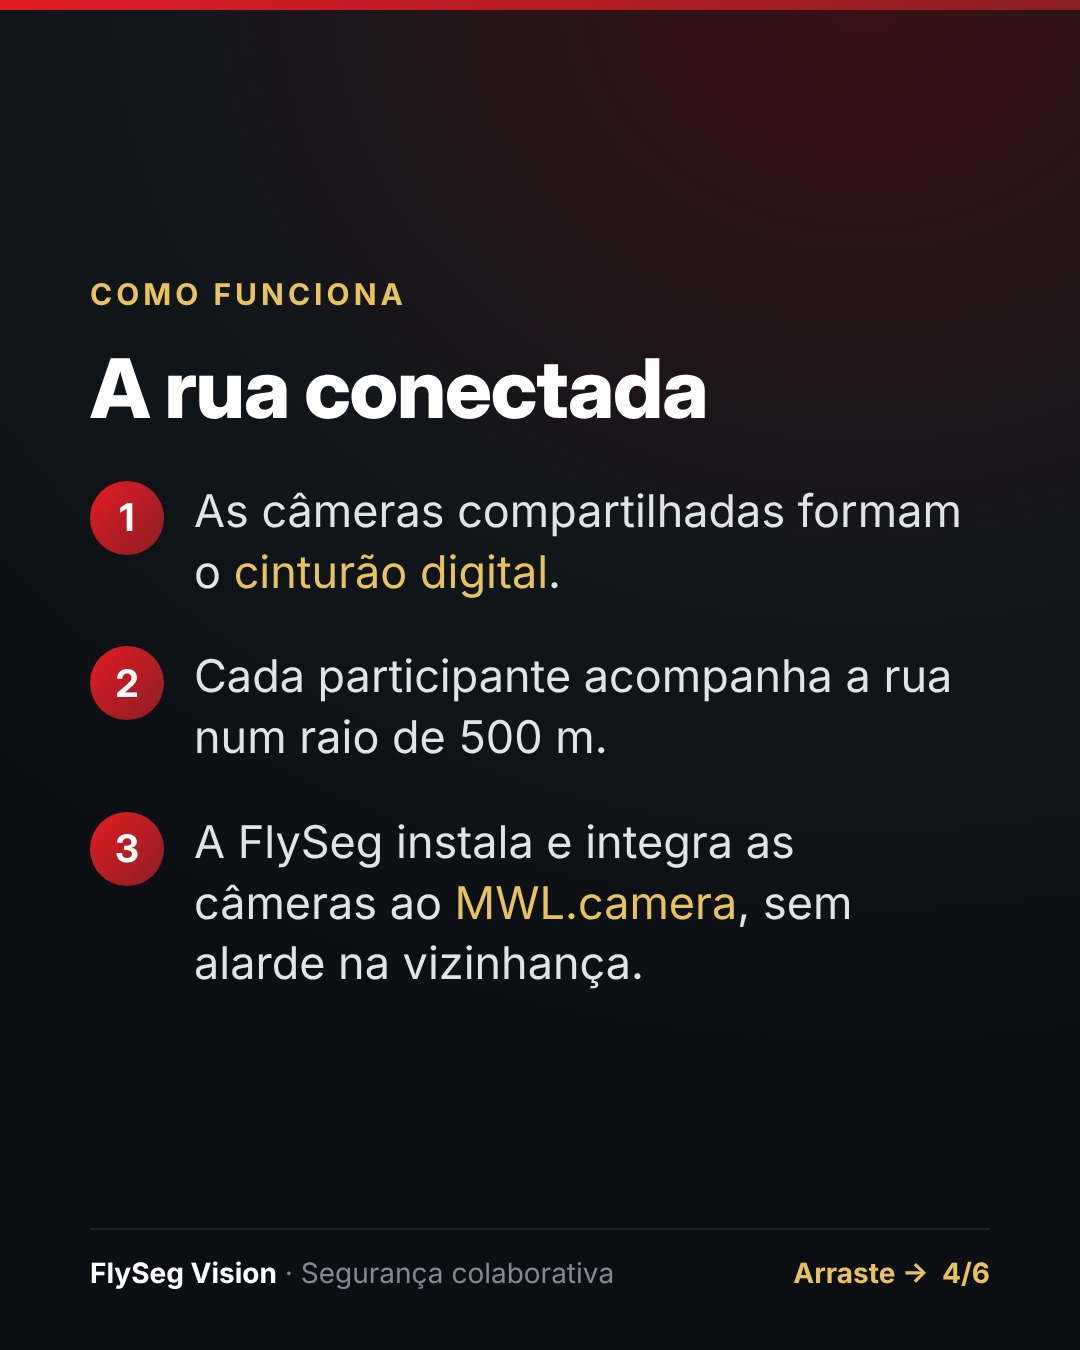 COMO FUNCIONA
A rua conectada
1 As câmeras compartilhadas formam
o cinturão digital.
2 Cada participante acompanha a rua
num raio de 500 m.
3 A FlySeg instala e integra as
câmeras ao MWL.camera, sem
alarde na vizinhança.
FlySeg Vision · Segurança colaborativa
Arraste → 4/6